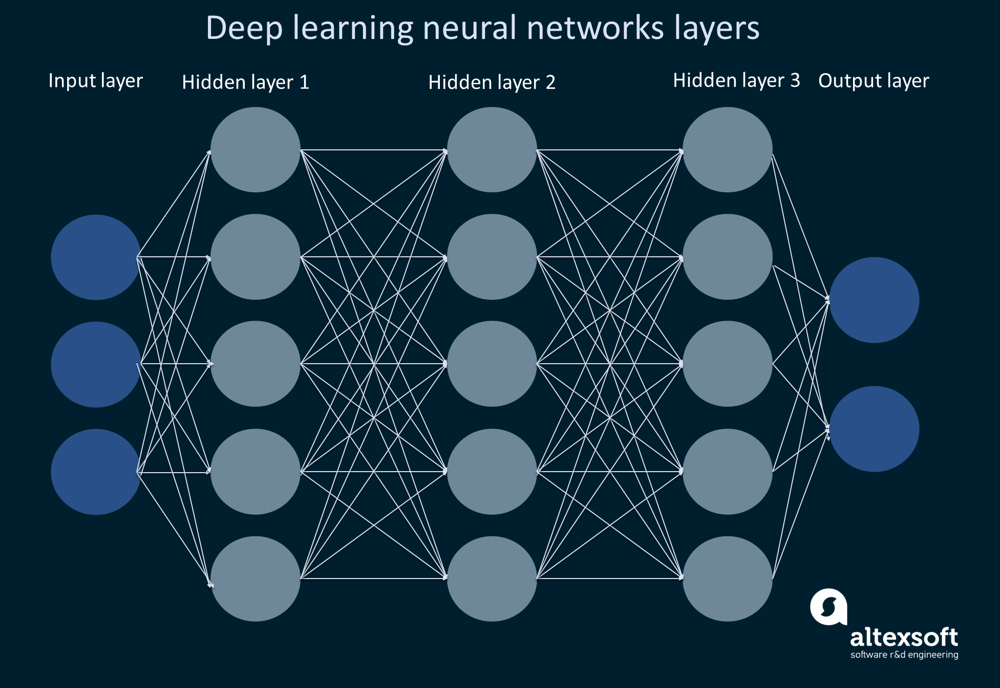 Deep learning neural networks layers
Input layer
Hidden layer 1
Hidden layer 2
Hidden layer 3
Output layer
altexsoft
software r&d engineering